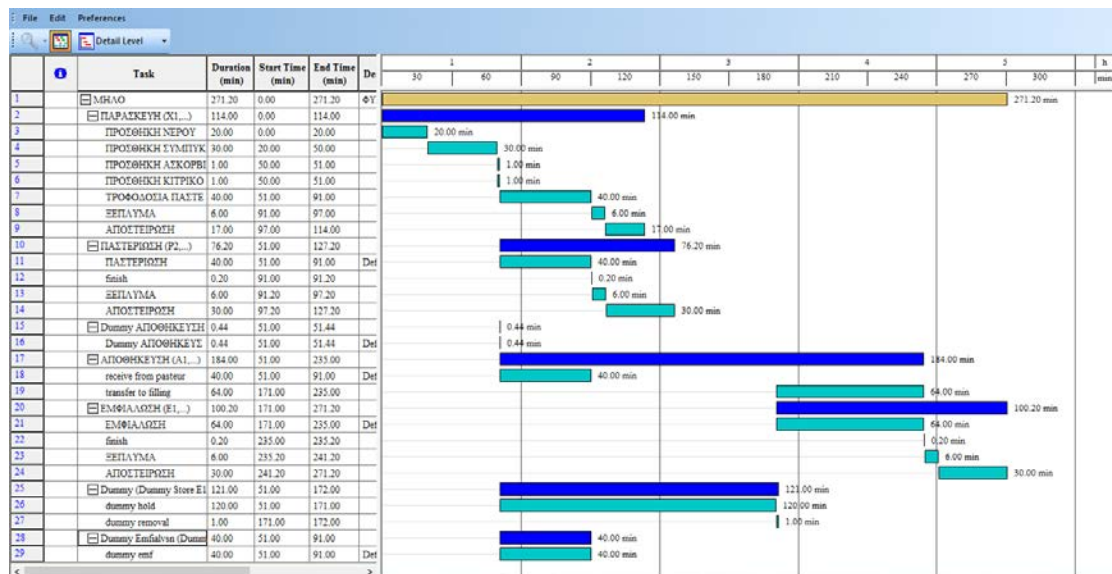 File Edit Preferences
Detail Level
Task Duration (min) Start Time (min) End Time (min) De 1 2 3 4 5 h
30 60 90 120 150 180 210 240 270 300 min
1 ΜΗΛΟ 271.20 0.00 271.20 ΦΥ 271.20 min
2 ΠΑΡΑΣΚΕΥΗ (X1,...) 114.00 0.00 114.00 114.00 min
3 ΠΡΟΣΘΗΚΗ ΝΕΡΟΥ 20.00 0.00 20.00 20.00 min
4 ΠΡΟΣΘΗΚΗ ΣΥΜΠΥΚ 30.00 20.00 50.00 30.00 min
5 ΠΡΟΣΘΗΚΗ ΑΣΚΟΡΒΙ 1.00 50.00 51.00 1.00 min
6 ΠΡΟΣΘΗΚΗ ΚΙΤΡΙΚΟ 1.00 50.00 51.00 1.00 min
7 ΤΡΟΦΟΔΟΣΙΑ ΠΑΣΤΕ 40.00 51.00 91.00 40.00 min
8 ΞΕΠΛΥΜΑ 6.00 91.00 97.00 6.00 min
9 ΑΠΟΣΤΕΙΡΩΣΗ 17.00 97.00 114.00 17.00 min
10 ΠΑΣΤΕΡΙΩΣΗ (P2,...) 76.20 51.00 127.20 76.20 min
11 ΠΑΣΤΕΡΙΩΣΗ 40.00 51.00 91.00 Def 40.00 min
12 finish 0.20 91.00 91.20 0.20 min
13 ΞΕΠΛΥΜΑ 6.00 91.20 97.20 6.00 min
14 ΑΠΟΣΤΕΙΡΩΣΗ 30.00 97.20 127.20 30.00 min
15 Dummy ΑΠΟΘΗΚΕΥΣΗ 0.44 51.00 51.44 0.44 min
16 Dummy ΑΠΟΘΗΚΕΥΣ 0.44 51.00 51.44 Def 0.44 min
17 ΑΠΟΘΗΚΕΥΣΗ (A1,...) 184.00 51.00 235.00 184.00 min
18 receive from pasteur 40.00 51.00 91.00 Def 40.00 min
19 transfer to filling 64.00 171.00 235.00 64.00 min
20 ΕΜΦΙΑΛΩΣΗ (E1,...) 100.20 171.00 271.20 100.20 min
21 ΕΜΦΙΑΛΩΣΗ 64.00 171.00 235.00 Def 64.00 min
22 finish 0.20 235.00 235.20 0.20 min
23 ΞΕΠΛΥΜΑ 6.00 235.20 241.20 6.00 min
24 ΑΠΟΣΤΕΙΡΩΣΗ 30.00 241.20 271.20 30.00 min
25 Dummy (Dummy Store E1 121.00 51.00 172.00 121.00 min
26 dummy hold 120.00 51.00 171.00 120.00 min
27 dummy removal 1.00 171.00 172.00 1.00 min
28 Dummy Emfialvsn (Dumm 40.00 51.00 91.00 40.00 min
29 dummy emf 40.00 51.00 91.00 Def 40.00 min